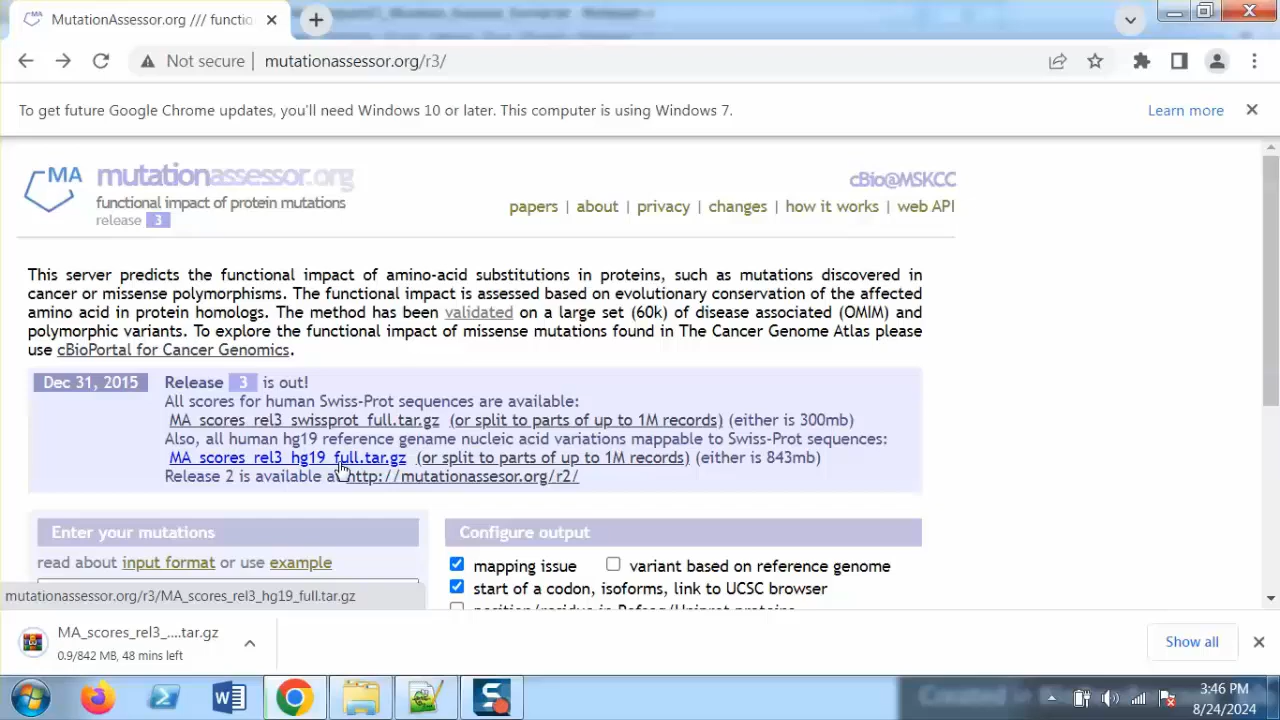 MutationAssessor.org /// functio
Not secure
mutationassessor.org/r3/
To get future Google Chrome updates, you'll need Windows 10 or later. This computer is using Windows 7.
Learn more
MA
mutationassessor.org
functional impact of protein mutations
release 3
cBio@MSKCC
papers | about | privacy | changes | how it works | web API
This server predicts the functional impact of amino-acid substitutions in proteins, such as mutations discovered in
cancer or missense polymorphisms. The functional impact is assessed based on evolutionary conservation of the affected
amino acid in protein homologs. The method has been validated on a large set (60k) of disease associated (OMIM) and
polymorphic variants. To explore the functional impact of missense mutations found in The Cancer Genome Atlas please
use cBioPortal for Cancer Genomics.
Dec 31, 2015
Release 3 is out!
All scores for human Swiss-Prot sequences are available:
MA_scores_rel3_swissprot_full.tar.gz (or split to parts of up to 1M records) (either is 300mb)
Also, all human hg19 reference gename nucleic acid variations mappable to Swiss-Prot sequences:
MA_scores_rel3_hg19_full.tar.gz (or split to parts of up to 1M records) (either is 843mb)
Release 2 is available a http://mutationassesor.org/r2/
Enter your mutations
read about input format or use example
Configure output
mapping issue
variant based on reference genome
start of a codon, isoforms, link to UCSC browser
position/residue in Refseq/Uniprot proteins
mutationassessor.org/r3/MA_scores_rel3_hg19_full.tar.gz
MA_scores_rel3_....tar.gz
0.9/842 MB, 48 mins left
Show all
3:46 PM
8/24/2024